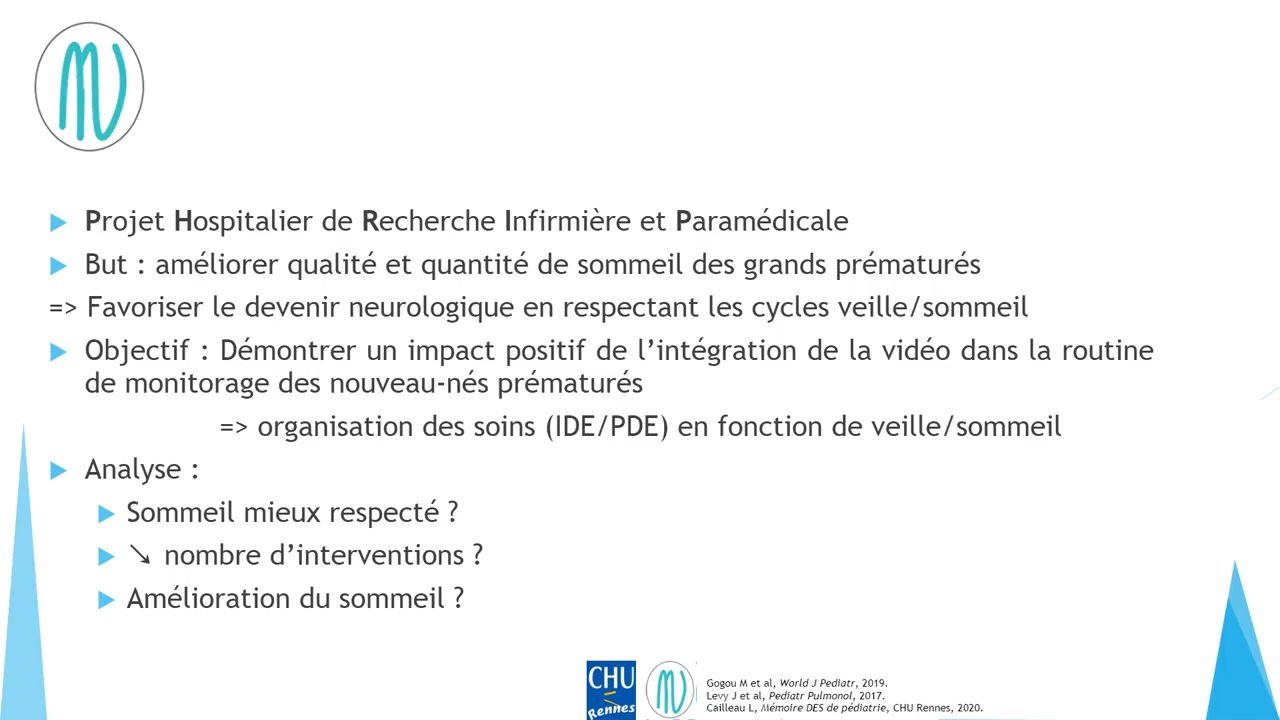 Projet Hospitalier de Recherche Infirmière et Paramédicale
But : améliorer qualité et quantité de sommeil des grands prématurés
=> Favoriser le devenir neurologique en respectant les cycles veille/sommeil
Objectif : Démontrer un impact positif de l’intégration de la vidéo dans la routine
de monitorage des nouveau-nés prématurés
=> organisation des soins (IDE/PDE) en fonction de veille/sommeil
Analyse :
Sommeil mieux respecté ?
↘ nombre d’interventions ?
Amélioration du sommeil ?
CHU
Rennes
Gogou M et al, World J Pediatr, 2019.
Levy J et al, Pediatr Pulmonol, 2017.
Cailleau L, Mémoire DES de pédiatrie, CHU Rennes, 2020.